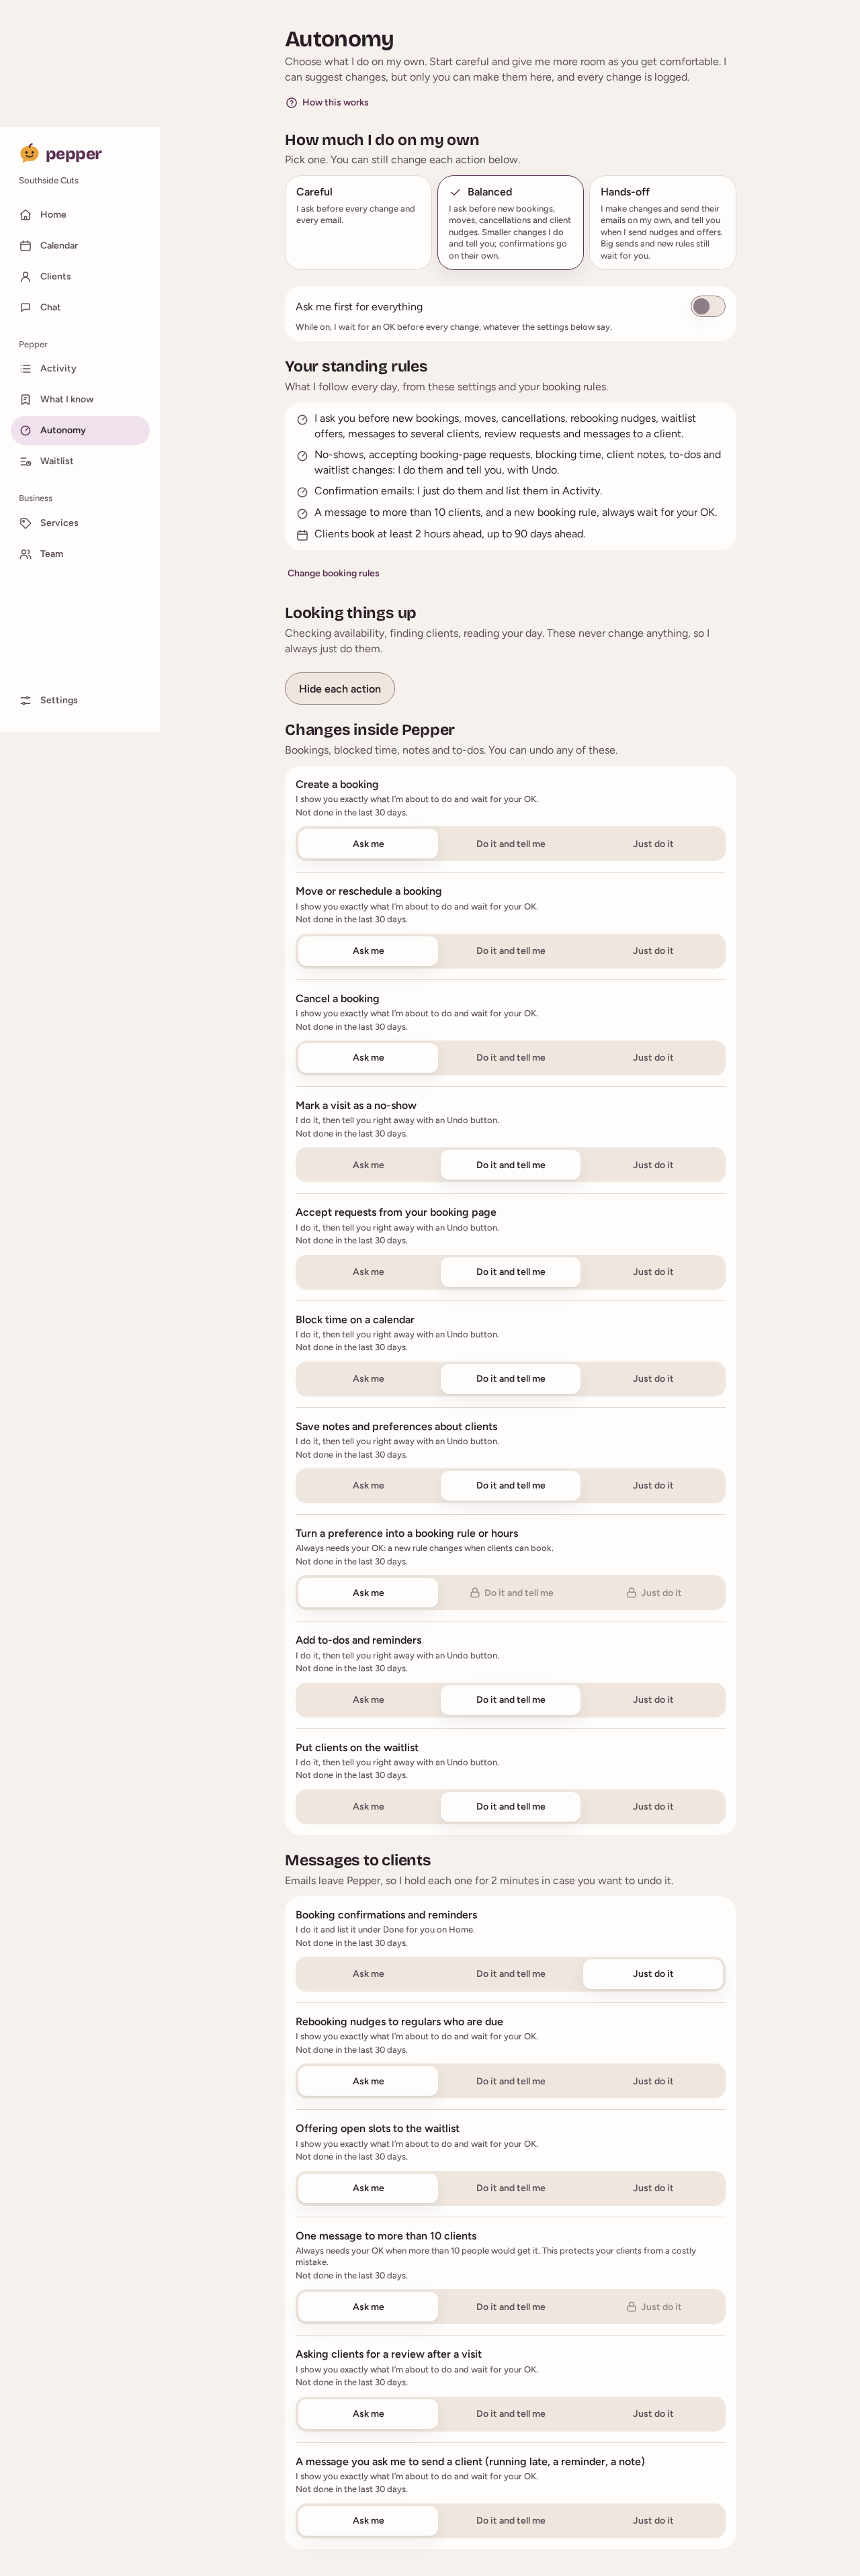 Autonomy
Choose what I do on my own. Start careful and give me more room as you get comfortable. I
can suggest changes, but only you can make them here, and every change is logged.
How this works
pepper
Southside Cuts
Home
Calendar
Clients
Chat
Pepper
Activity
What I know
Autonomy
Waitlist
Business
Services
Team
Settings
How much I do on my own
Pick one. You can still change each action below.
Careful
I ask before every change and
every email.
Balanced
I ask before new bookings,
moves, cancellations and client
nudges. Smaller changes I do
and tell you; confirmations go
on their own.
Hands-off
I make changes and send their
emails on my own, and tell you
when I send nudges and offers.
Big sends and new rules still
wait for you.
Ask me first for everything
While on, I wait for an OK before every change, whatever the settings below say.
Your standing rules
What I follow every day, from these settings and your booking rules.
I ask you before new bookings, moves, cancellations, rebooking nudges, waitlist
offers, messages to several clients, review requests and messages to a client.
No-shows, accepting booking-page requests, blocking time, client notes, to-dos and
waitlist changes: I do them and tell you, with Undo.
Confirmation emails: I just do them and list them in Activity.
A message to more than 10 clients, and a new booking rule, always wait for your OK.
Clients book at least 2 hours ahead, up to 90 days ahead.
Change booking rules
Looking things up
Checking availability, finding clients, reading your day. These never change anything, so I
always just do them.
Hide each action
Changes inside Pepper
Bookings, blocked time, notes and to-dos. You can undo any of these.
Create a booking
I show you exactly what I'm about to do and wait for your OK.
Not done in the last 30 days.
Ask me
Do it and tell me
Just do it
Move or reschedule a booking
I show you exactly what I'm about to do and wait for your OK.
Not done in the last 30 days.
Ask me
Do it and tell me
Just do it
Cancel a booking
I show you exactly what I'm about to do and wait for your OK.
Not done in the last 30 days.
Ask me
Do it and tell me
Just do it
Mark a visit as a no-show
I do it, then tell you right away with an Undo button.
Not done in the last 30 days.
Ask me
Do it and tell me
Just do it
Accept requests from your booking page
I do it, then tell you right away with an Undo button.
Not done in the last 30 days.
Ask me
Do it and tell me
Just do it
Block time on a calendar
I do it, then tell you right away with an Undo button.
Not done in the last 30 days.
Ask me
Do it and tell me
Just do it
Save notes and preferences about clients
I do it, then tell you right away with an Undo button.
Not done in the last 30 days.
Ask me
Do it and tell me
Just do it
Turn a preference into a booking rule or hours
Always needs your OK: a new rule changes when clients can book.
Not done in the last 30 days.
Ask me
Do it and tell me
Just do it
Add to-dos and reminders
I do it, then tell you right away with an Undo button.
Not done in the last 30 days.
Ask me
Do it and tell me
Just do it
Put clients on the waitlist
I do it, then tell you right away with an Undo button.
Not done in the last 30 days.
Ask me
Do it and tell me
Just do it
Messages to clients
Emails leave Pepper, so I hold each one for 2 minutes in case you want to undo it.
Booking confirmations and reminders
I do it and list it under Done for you on Home.
Not done in the last 30 days.
Ask me
Do it and tell me
Just do it
Rebooking nudges to regulars who are due
I show you exactly what I'm about to do and wait for your OK.
Not done in the last 30 days.
Ask me
Do it and tell me
Just do it
Offering open slots to the waitlist
I show you exactly what I'm about to do and wait for your OK.
Not done in the last 30 days.
Ask me
Do it and tell me
Just do it
One message to more than 10 clients
Always needs your OK when more than 10 people would get it. This protects your clients from a costly
mistake.
Not done in the last 30 days.
Ask me
Do it and tell me
Just do it
Asking clients for a review after a visit
I show you exactly what I'm about to do and wait for your OK.
Not done in the last 30 days.
Ask me
Do it and tell me
Just do it
A message you ask me to send a client (running late, a reminder, a note)
I show you exactly what I'm about to do and wait for your OK.
Not done in the last 30 days.
Ask me
Do it and tell me
Just do it